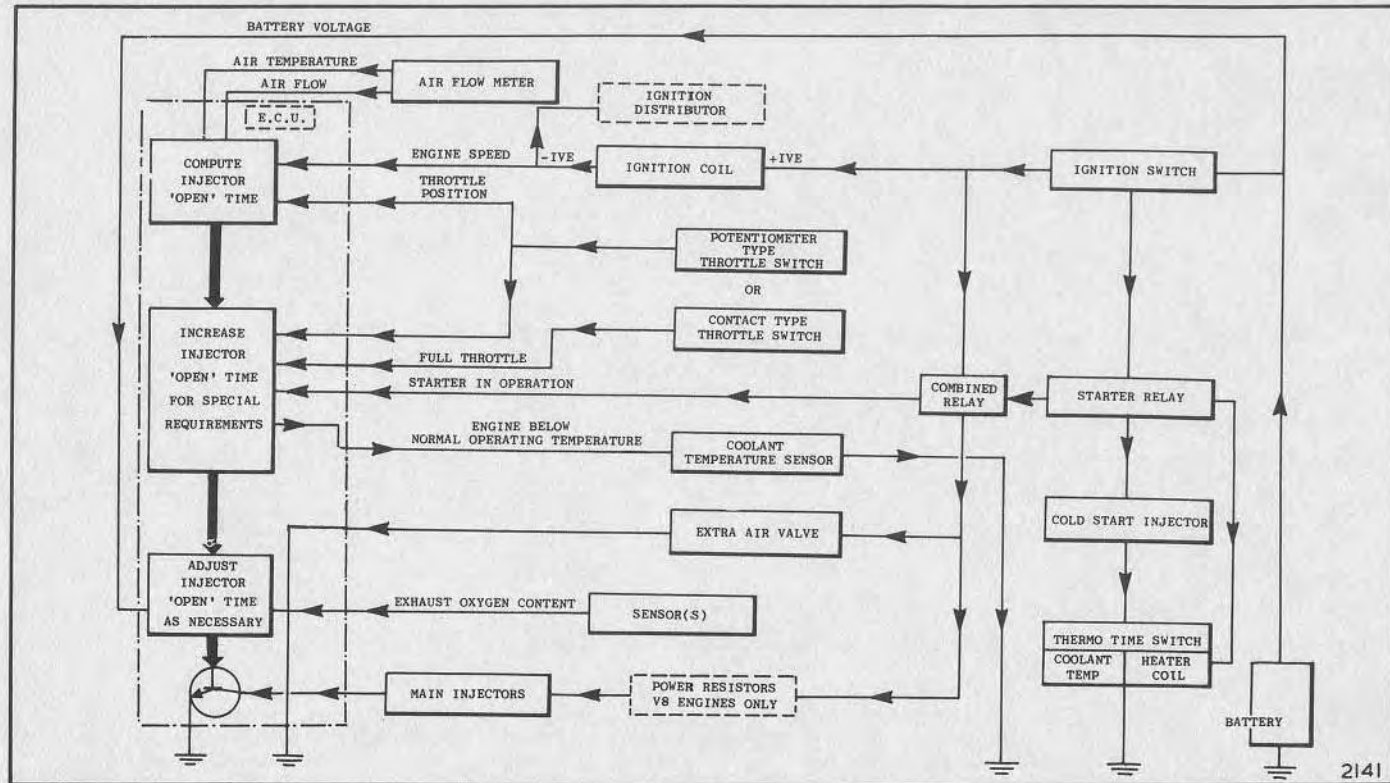 BATTERY VOLTAGE
AIR TEMPERATURE
AIR FLOW
AIR FLOW METER
E.C.U.
IGNITION
DISTRIBUTOR
COMPUTE
INJECTOR
'OPEN' TIME
ENGINE SPEED
-IVE
IGNITION COIL
+IVE
IGNITION SWITCH
THROTTLE
POSITION
POTENTIOMETER
TYPE
THROTTLE SWITCH
OR
CONTACT TYPE
THROTTLE SWITCH
INCREASE
INJECTOR
'OPEN' TIME
FOR SPECIAL
REQUIREMENTS
FULL THROTTLE
STARTER IN OPERATION
COMBINED
RELAY
STARTER RELAY
ENGINE BELOW
NORMAL OPERATING TEMPERATURE
COOLANT
TEMPERATURE SENSOR
EXTRA AIR VALVE
COLD START INJECTOR
ADJUST
INJECTOR
'OPEN' TIME
AS NECESSARY
EXHAUST OXYGEN CONTENT
SENSOR(S)
THERMO TIME SWITCH
COOLANT
TEMP
HEATER
COIL
MAIN INJECTORS
POWER RESISTORS
V8 ENGINES ONLY
BATTERY
2141